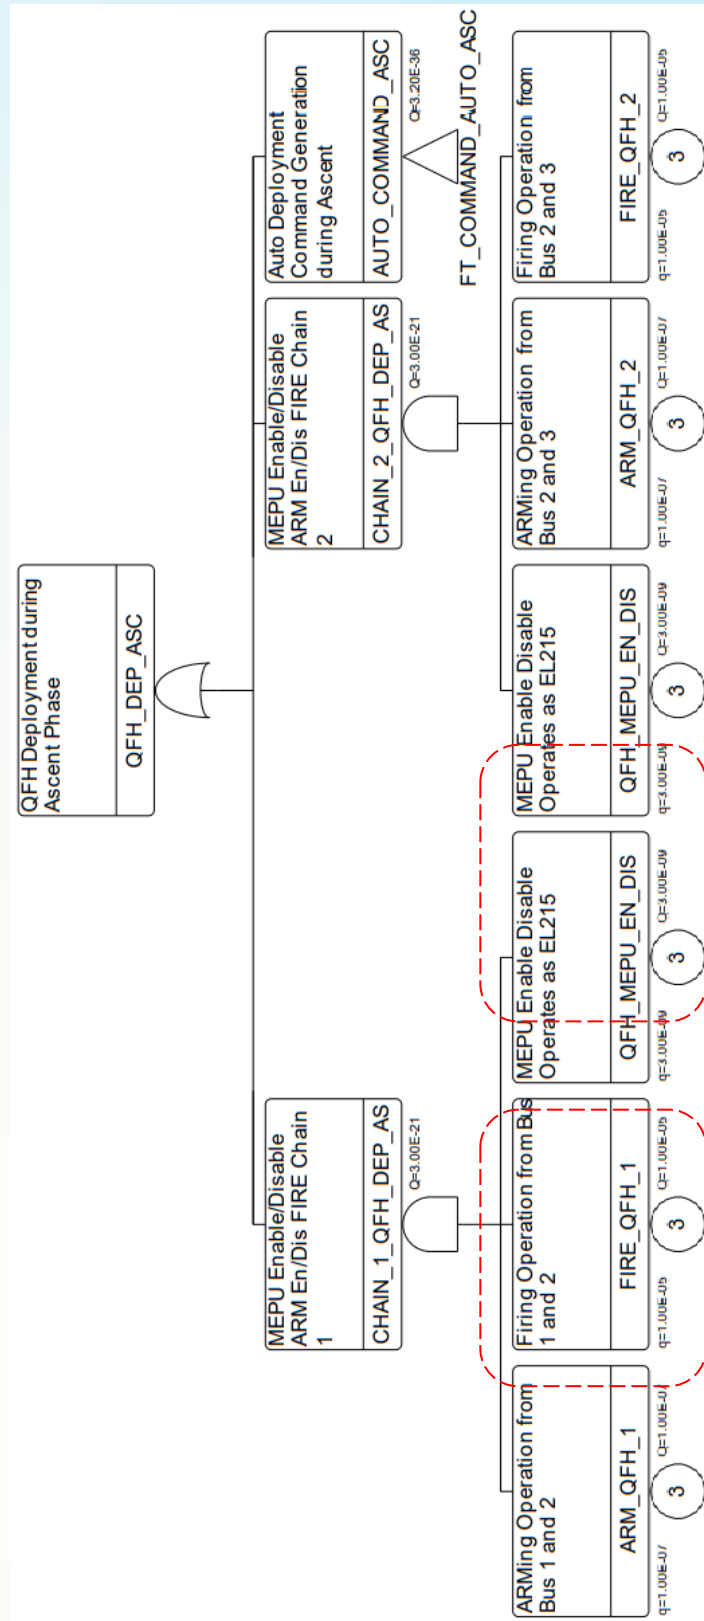 QFH Deployment during
Ascent Phase
QFH_DEP_ASC
MEPU Enable/Disable
ARM En/Dis FIRE Chain
1
CHAIN_1_QFH_DEP_AS
Q=3.00E-21
MEPU Enable/Disable
ARM En/Dis FIRE Chain
2
CHAIN_2_QFH_DEP_AS
Q=3.00E-21
Auto Deployment
Command Generation
during Ascent
AUTO_COMMAND_ASC
Q=3.20E-36
FT_COMMAND_AUTO_ASC
ARMing Operation from
Bus 1 and 2
ARM_QFH_1
q=1.00E-07
3
Q=1.00E-07
Firing Operation from Bus
1 and 2
FIRE_QFH_1
q=1.00E-05
3
Q=1.00E-05
MEPU Enable Disable
Operates as EL215
QFH_MEPU_EN_DIS
q=3.00E-09
3
Q=3.00E-09
MEPU Enable Disable
Operates as EL215
QFH_MEPU_EN_DIS
q=3.00E-09
3
Q=3.00E-09
ARMing Operation from
Bus 2 and 3
ARM_QFH_2
q=1.00E-07
3
Q=1.00E-07
Firing Operation from
Bus 2 and 3
FIRE_QFH_2
q=1.00E-05
3
Q=1.00E-05